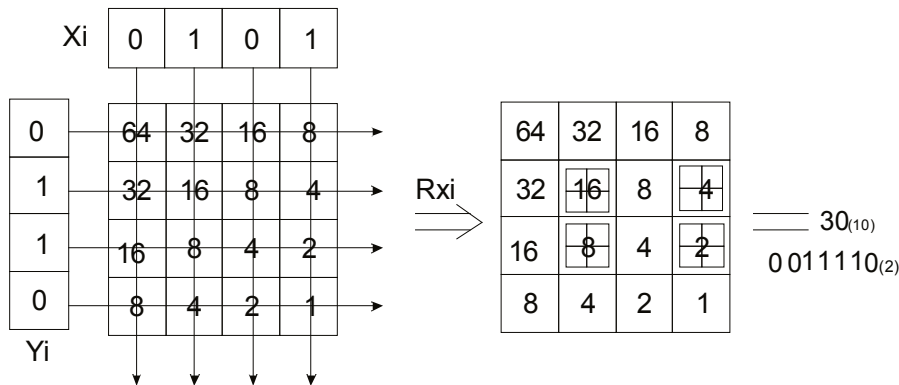 Xi 0 1 0 1
0 64 32 16 8
1 32 16 8 4
1 16 8 4 2
0 8 4 2 1
Yi
Rxi
64 32 16 8
32 16 8 4
16 8 4 2
8 4 2 1
30(10)
0 011110(2)